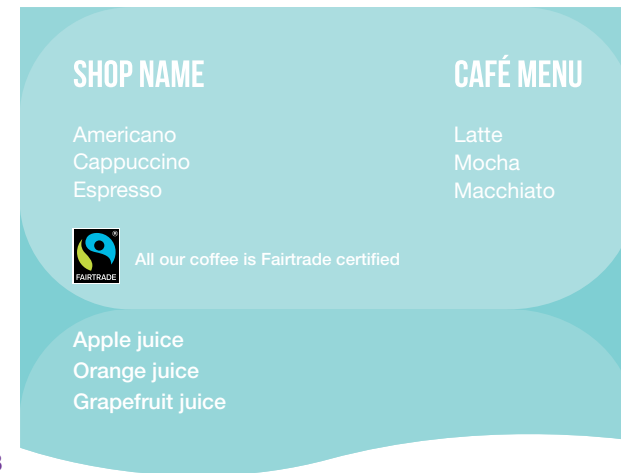 SHOP NAME
CAFÉ MENU
Americano
Cappuccino
Espresso
Latte
Mocha
Macchiato
®
FAIRTRADE
All our coffee is Fairtrade certified
Apple juice
Orange juice
Grapefruit juice